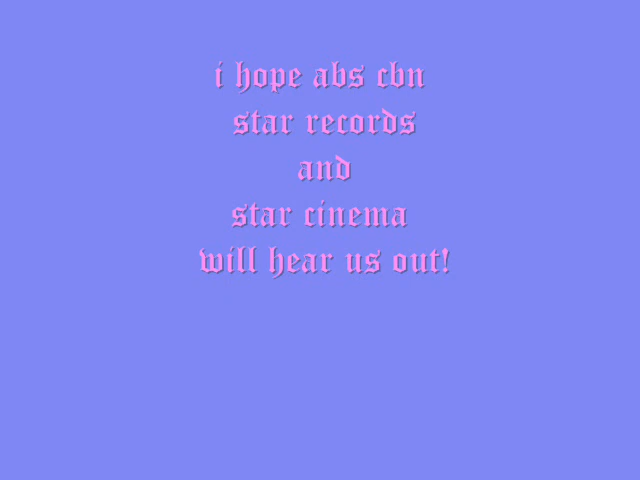 i hope abs cbn
star records
and
star cinema
will hear us out!